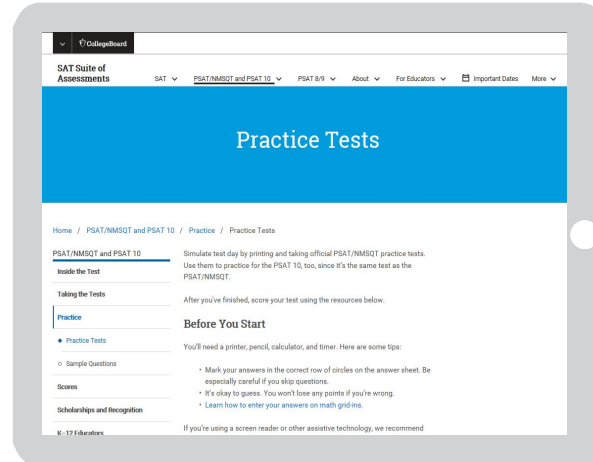 CollegeBoard
SAT Suite of
Assessments
SAT
PSAT/NMSQT and PSAT 10
PSAT 8/9
About
For Educators
Important Dates
More
Practice Tests
Home / PSAT/NMSQT and PSAT 10 / Practice / Practice Tests
PSAT/NMSQT and PSAT 10
Inside the Test
Taking the Tests
Practice
Practice Tests
Sample Questions
Scores
Scholarships and Recognition
K–12 Educators
Simulate test day by printing and taking official PSAT/NMSQT practice tests.
Use them to practice for the PSAT 10, too, since it's the same test as the
PSAT/NMSQT.
After you've finished, score your test using the resources below.
Before You Start
You'll need a printer, pencil, calculator, and timer. Here are some tips:
• Mark your answers in the correct row of circles on the answer sheet. Be
especially careful if you skip questions.
• It's okay to guess. You won't lose any points if you're wrong.
• Learn how to enter your answers on math grid-ins.
If you're using a screen reader or other assistive technology, we recommend